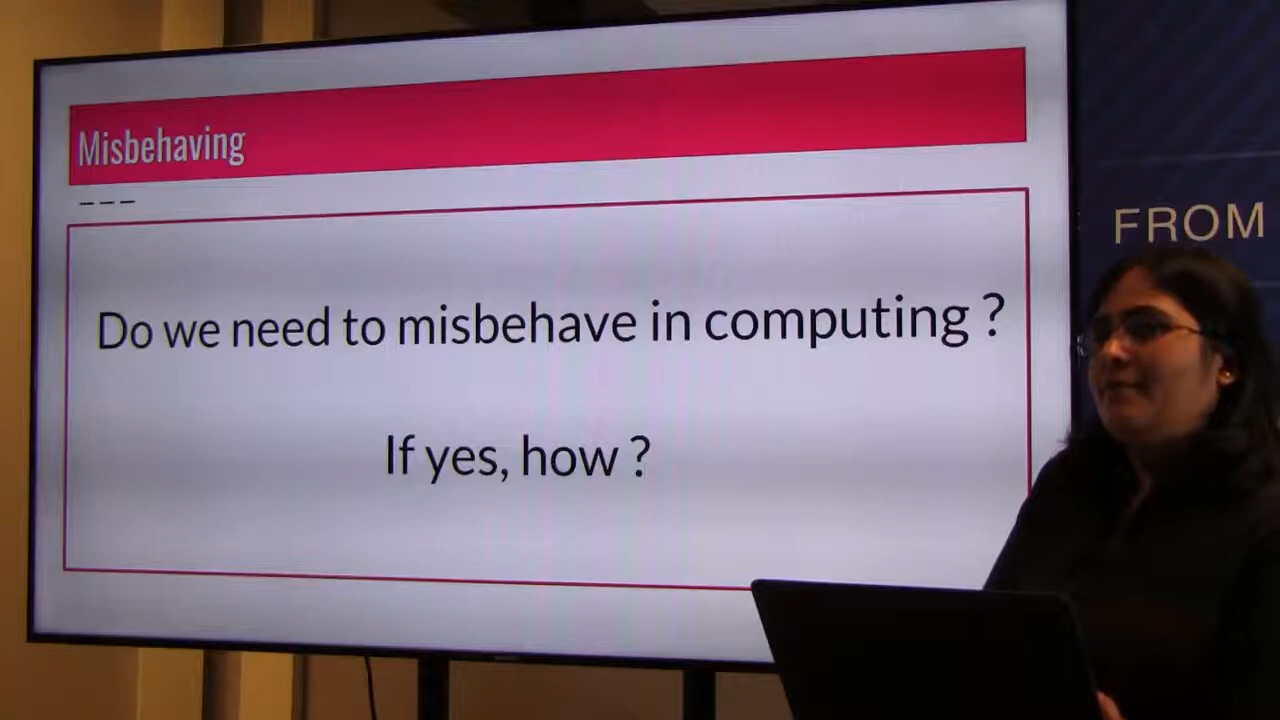 Misbehaving
---
Do we need to misbehave in computing ?
If yes, how ?
FROM